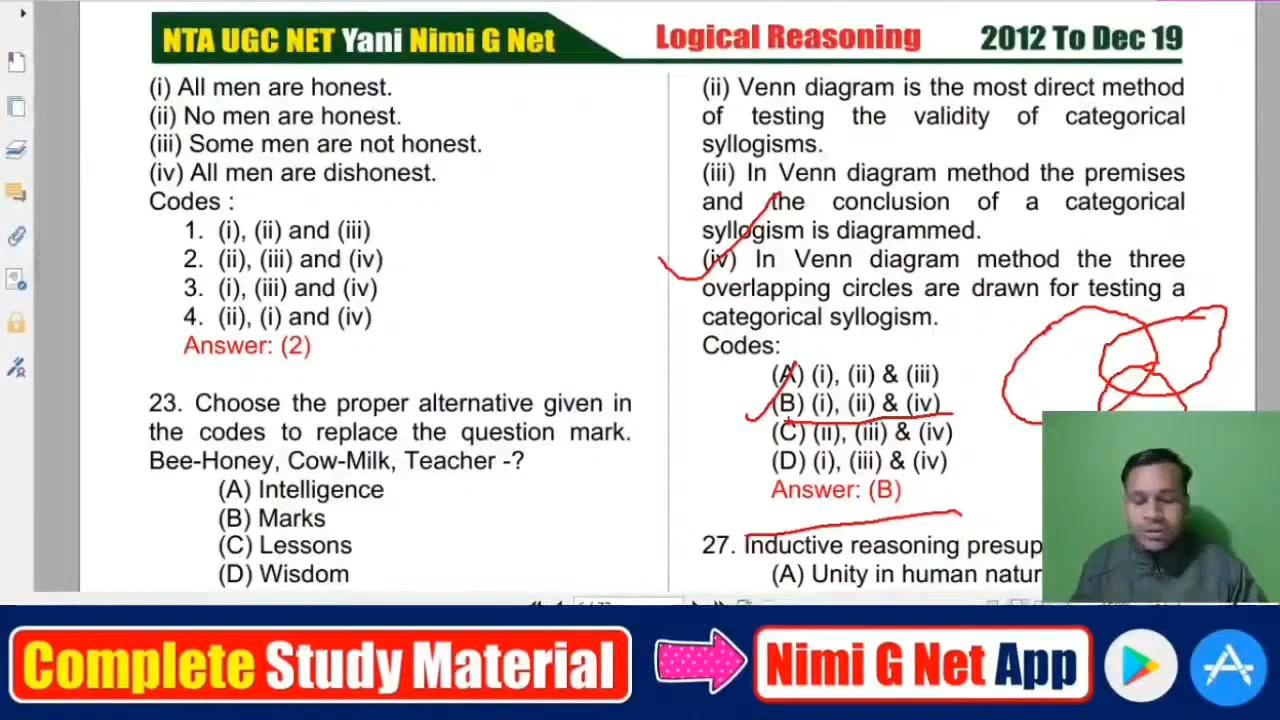 NTA UGC NET Yani Nimi G Net
Logical Reasoning
2012 To Dec 19
(i) All men are honest.
(ii) No men are honest.
(iii) Some men are not honest.
(iv) All men are dishonest.
Codes :
1. (i), (ii) and (iii)
2. (ii), (iii) and (iv)
3. (i), (iii) and (iv)
4. (ii), (i) and (iv)
Answer: (2)
23. Choose the proper alternative given in
the codes to replace the question mark.
Bee-Honey, Cow-Milk, Teacher -?
(A) Intelligence
(B) Marks
(C) Lessons
(D) Wisdom
(ii) Venn diagram is the most direct method
of testing the validity of categorical
syllogisms.
(iii) In Venn diagram method the premises
and the conclusion of a categorical
syllogism is diagrammed.
(iv) In Venn diagram method the three
overlapping circles are drawn for testing a
categorical syllogism.
Codes:
(A) (i), (ii) & (iii)
(B) (i), (ii) & (iv)
(C) (ii), (iii) & (iv)
(D) (i), (iii) & (iv)
Answer: (B)
27. Inductive reasoning presup
(A) Unity in human natur
Complete Study Material
Nimi G Net App